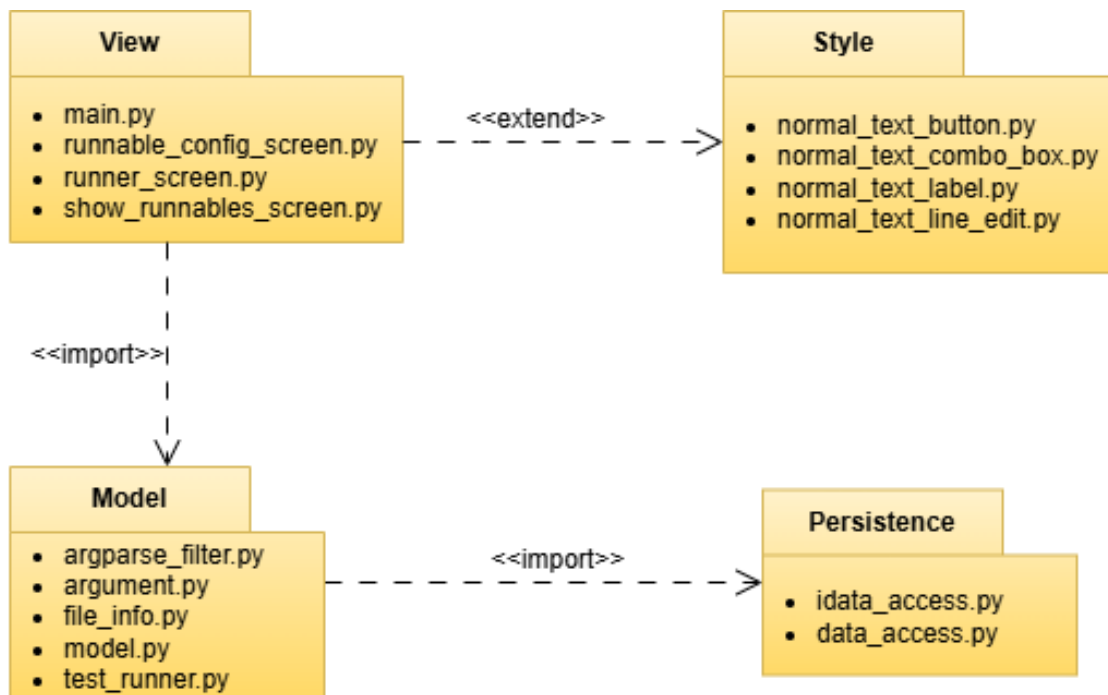 View
main.py
runnable_config_screen.py
runner_screen.py
show_runnables_screen.py
<<extend>>
Style
normal_text_button.py
normal_text_combo_box.py
normal_text_label.py
normal_text_line_edit.py
<<import>>
Model
argparse_filter.py
argument.py
file_info.py
model.py
test_runner.py
<<import>>
Persistence
idata_access.py
data_access.py